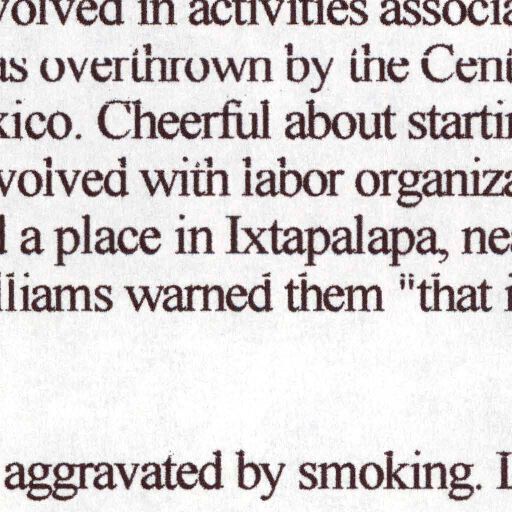 volved in activities associa
as overthrown by the Cent
xico. Cheerful about startin
volved with labor organiza
d a place in Ixtapalapa, nea
lliams warned them "that i
aggravated by smoking. L